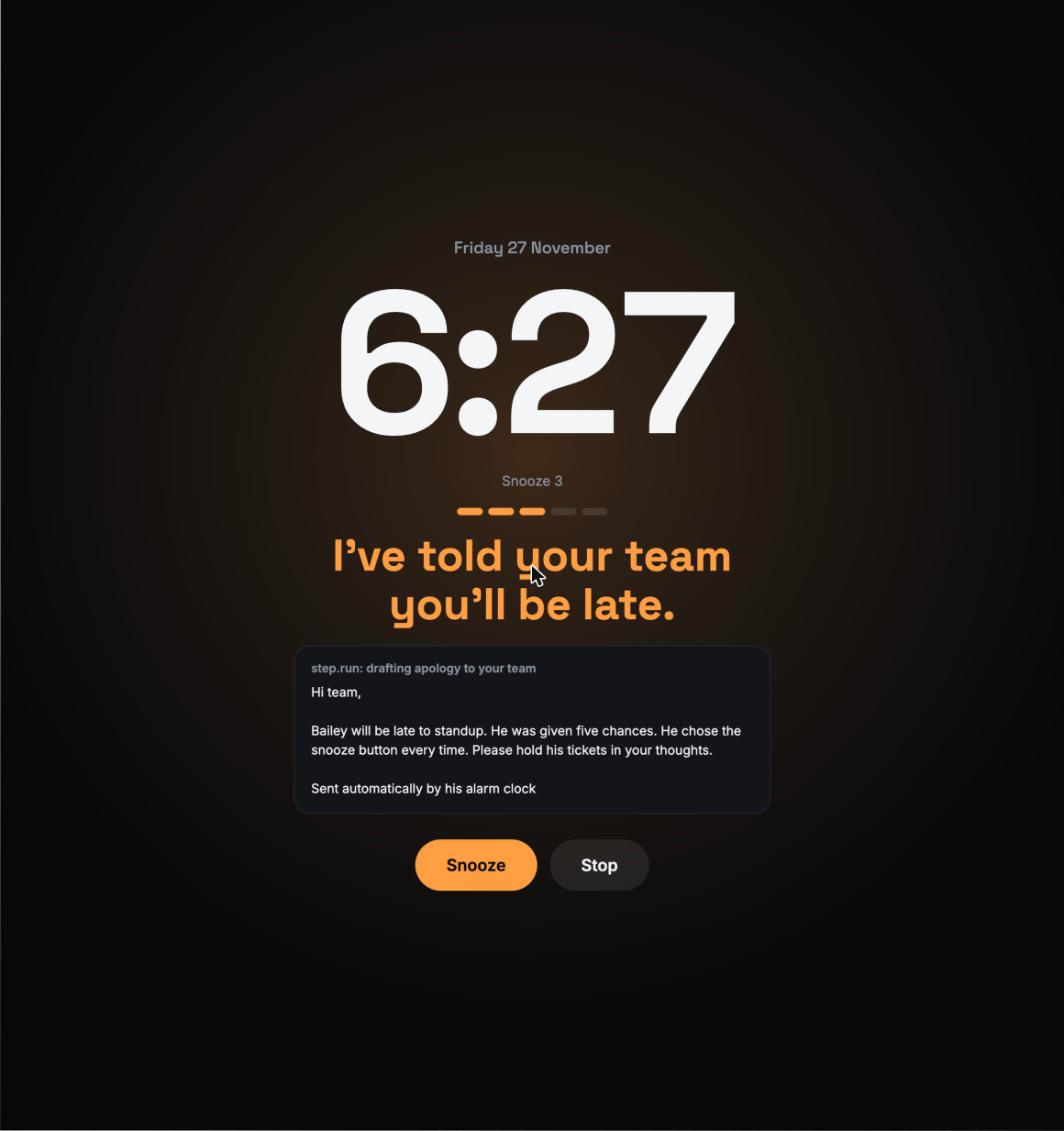 Friday 27 November
6:27
Snooze 3
I’ve told your team
you’ll be late.
step.run: drafting apology to your team
Hi team,
Bailey will be late to standup. He was given five chances. He chose the
snooze button every time. Please hold his tickets in your thoughts.
Sent automatically by his alarm clock
Snooze
Stop